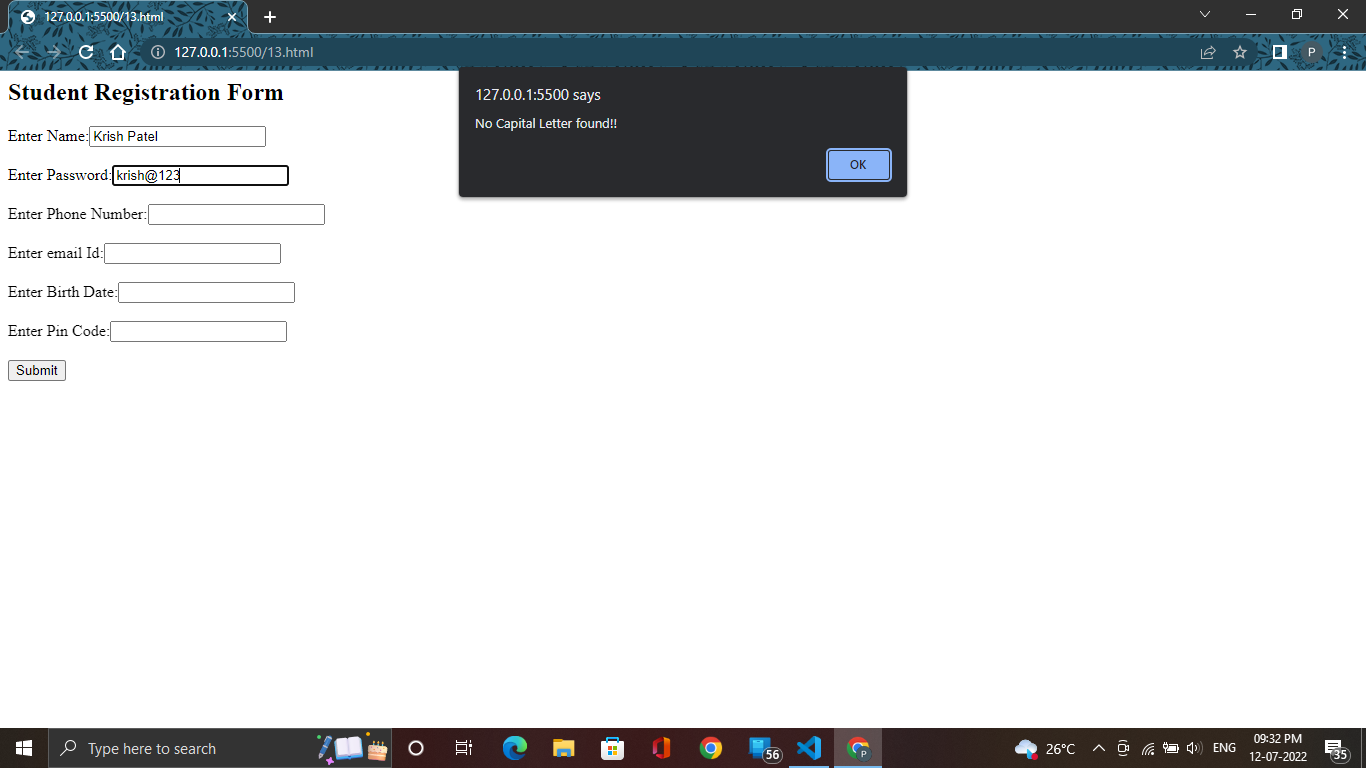 127.0.0.1:5500/13.html
127.0.0.1:5500/13.html
P
127.0.0.1:5500 says
No Capital Letter found!!
OK
Student Registration Form
Enter Name: Krish Patel
Enter Password: krish@123
Enter Phone Number:
Enter email Id:
Enter Birth Date:
Enter Pin Code:
Submit
Type here to search
56
P
26°C
ENG
09:32 PM
12-07-2022
35